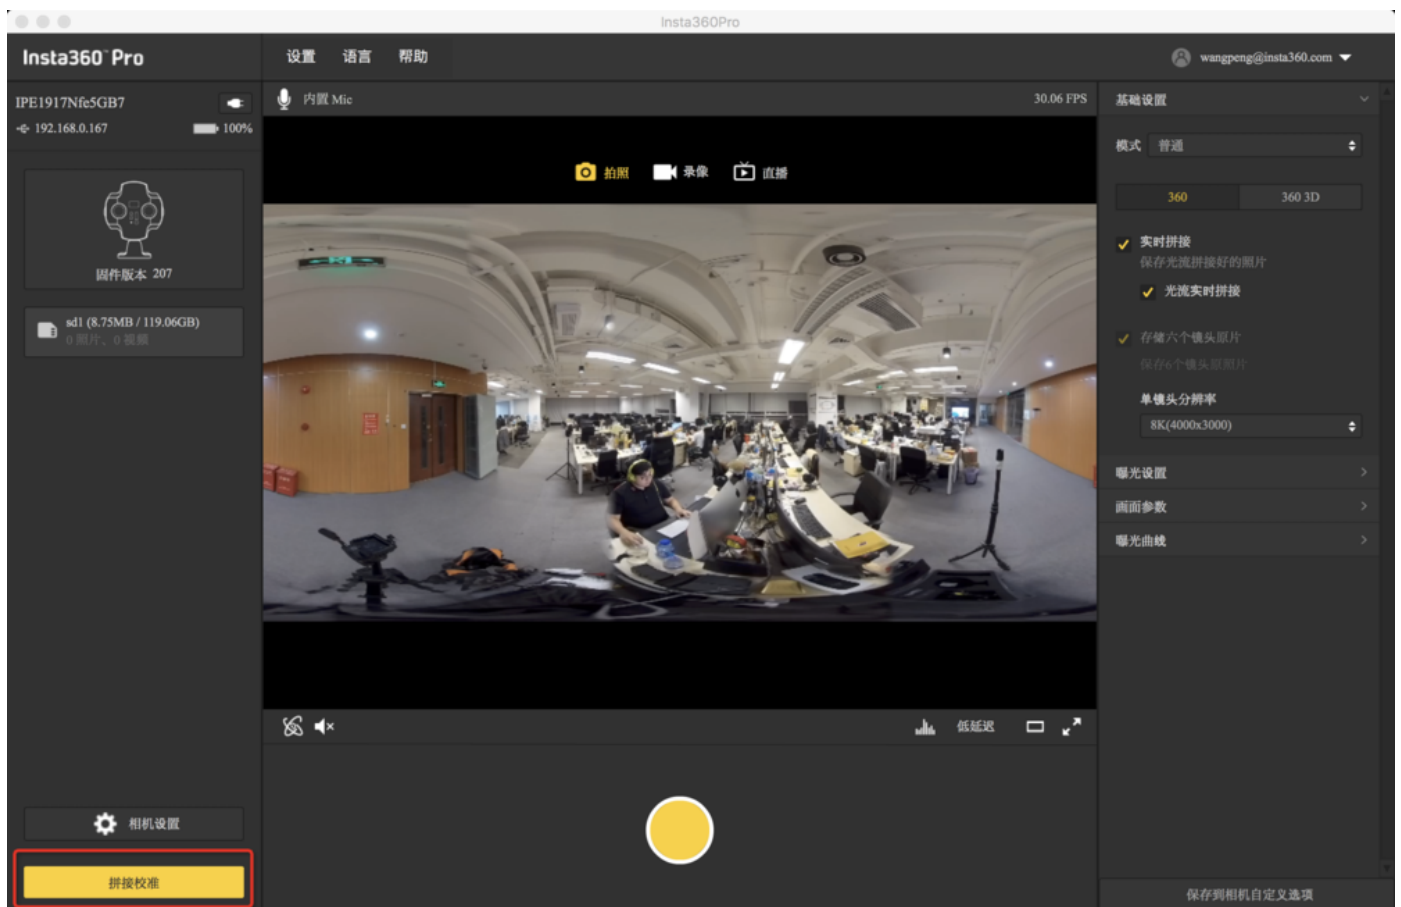 Insta360Pro
Insta360™ Pro
设置 语言 帮助
wangpeng@insta360.com
IPE1917Nfe5GB7
192.168.0.167 100%
固件版本 207
sd1 (8.75MB / 119.06GB)
0 照片、0 视频
相机设置
拼接校准
内置 Mic 30.06 FPS
拍照 录像 直播
低延迟
基础设置
模式 普通
360 360 3D
实时拼接
保存光流拼接好的照片
光流实时拼接
存储六个镜头原片
保存6个镜头原照片
单镜头分辨率
8K(4000x3000)
曝光设置
画面参数
曝光曲线
保存到相机自定义选项